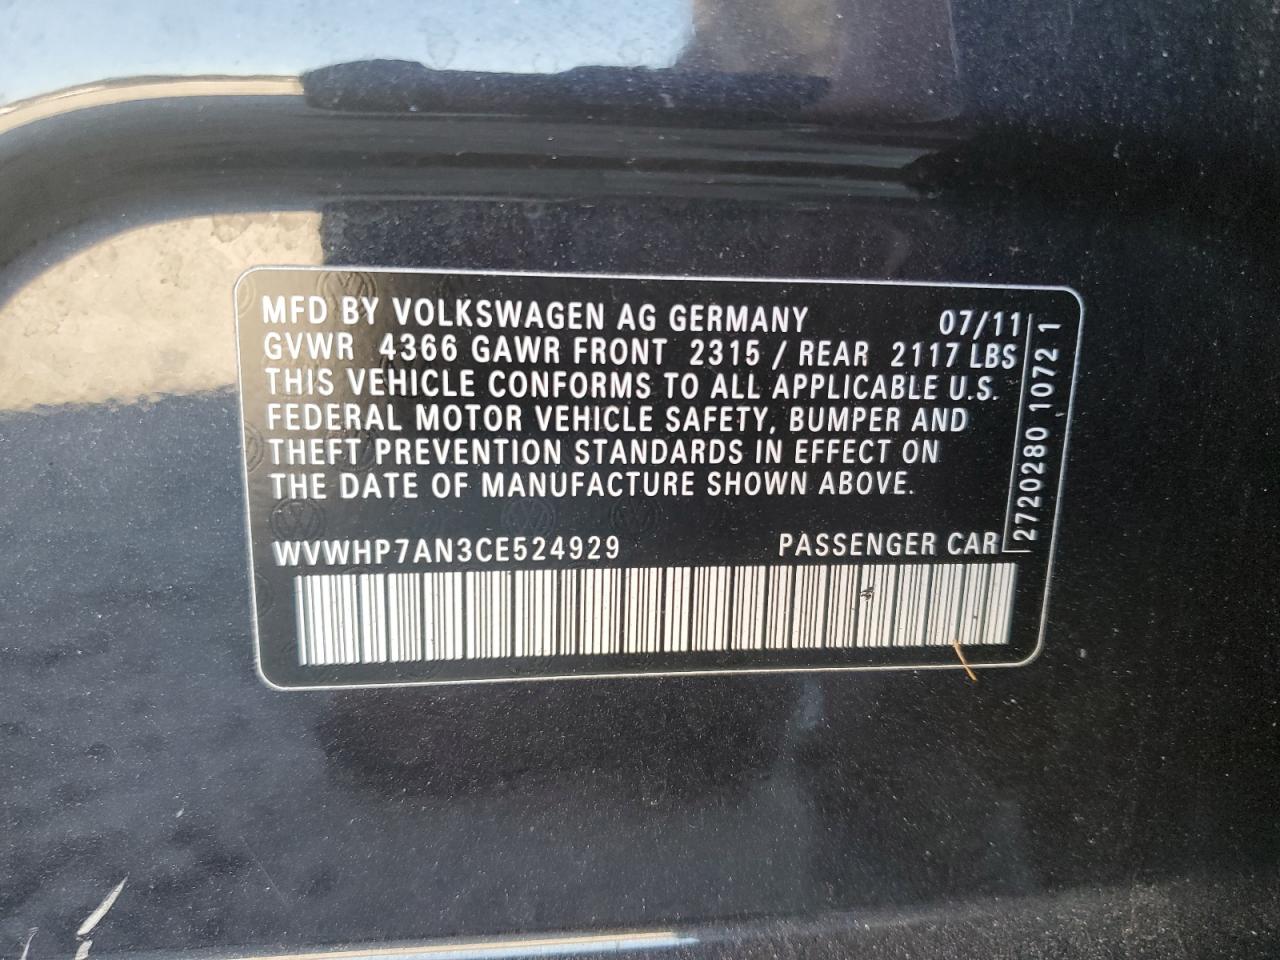 MFD BY VOLKSWAGEN AG GERMANY 07/11
GVWR 4366 GAWR FRONT 2315 / REAR 2117 LBS
THIS VEHICLE CONFORMS TO ALL APPLICABLE U.S.
FEDERAL MOTOR VEHICLE SAFETY, BUMPER AND
THEFT PREVENTION STANDARDS IN EFFECT ON
THE DATE OF MANUFACTURE SHOWN ABOVE.
WVWHP7AN3CE524929 PASSENGER CAR
2720280 1072 1